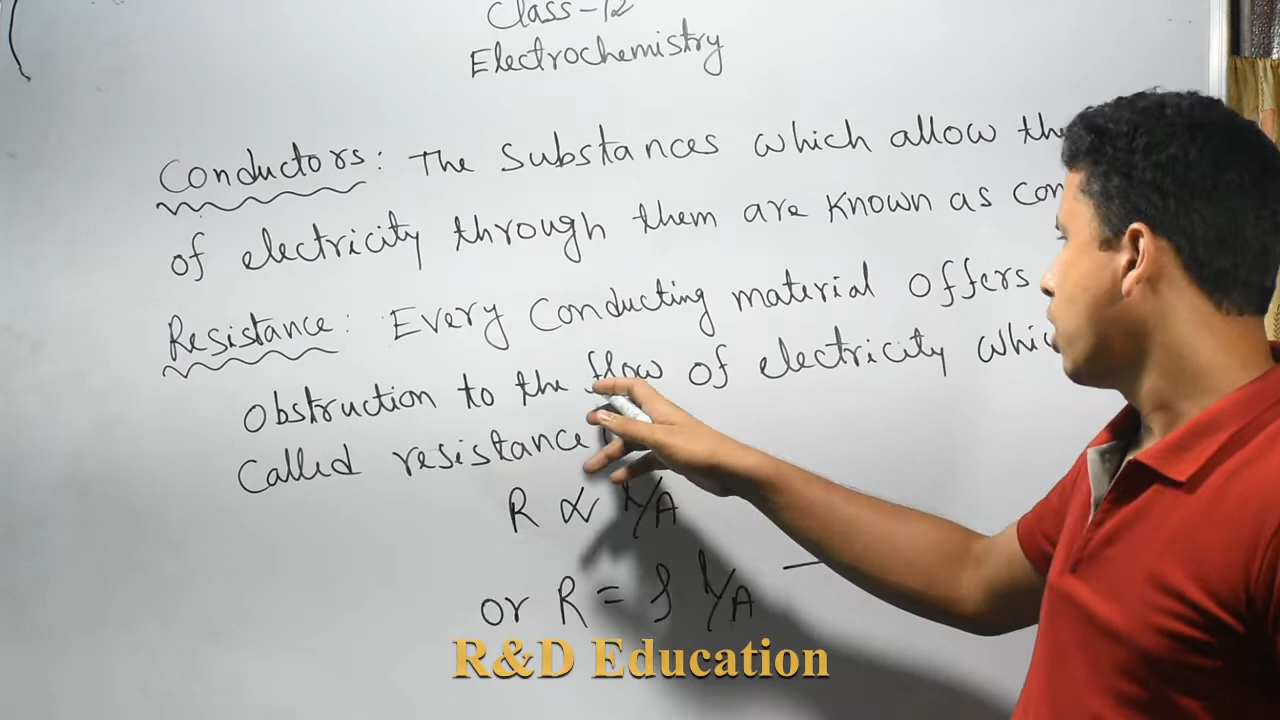 Class-12
Electrochemistry
Conductors: The substances which allow the
of electricity through them are known as con
Resistance: Every conducting material offers
obstruction to the flow of electricity whic
called resistance
R ∝ l/A
or R = ρ l/A —
R&D Education